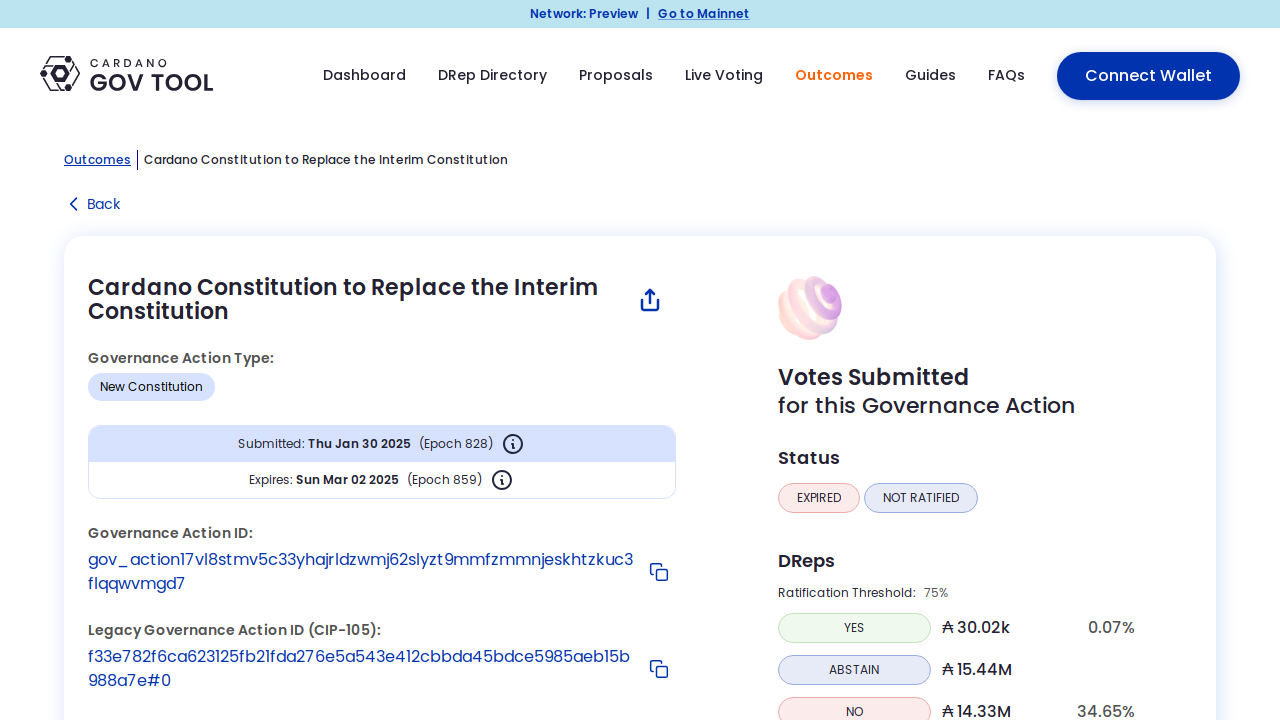 Network: Preview | Go to Mainnet
CARDANO
GOV TOOL
Dashboard
DRep Directory
Proposals
Live Voting
Outcomes
Guides
FAQs
Connect Wallet
Outcomes | Cardano Constitution to Replace the Interim Constitution
Back
Cardano Constitution to Replace the Interim
Constitution
Governance Action Type:
New Constitution
Submitted: Thu Jan 30 2025 (Epoch 828)
Expires: Sun Mar 02 2025 (Epoch 859)
Governance Action ID:
gov_action17vl8stmv5c33yhajrldzwmj62slyzt9mmfzmmnjeskhtzkuc3
flqqwvmgd7
Legacy Governance Action ID (CIP-105):
f33e782f6ca623125fb21fda276e5a543e412cbbda45bdce5985aeb15b
988a7e#0
Votes Submitted
for this Governance Action
Status
EXPIRED
NOT RATIFIED
DReps
Ratification Threshold: 75%
YES ₳ 30.02k 0.07%
ABSTAIN ₳ 15.44M
NO ₳ 14.33M 34.65%